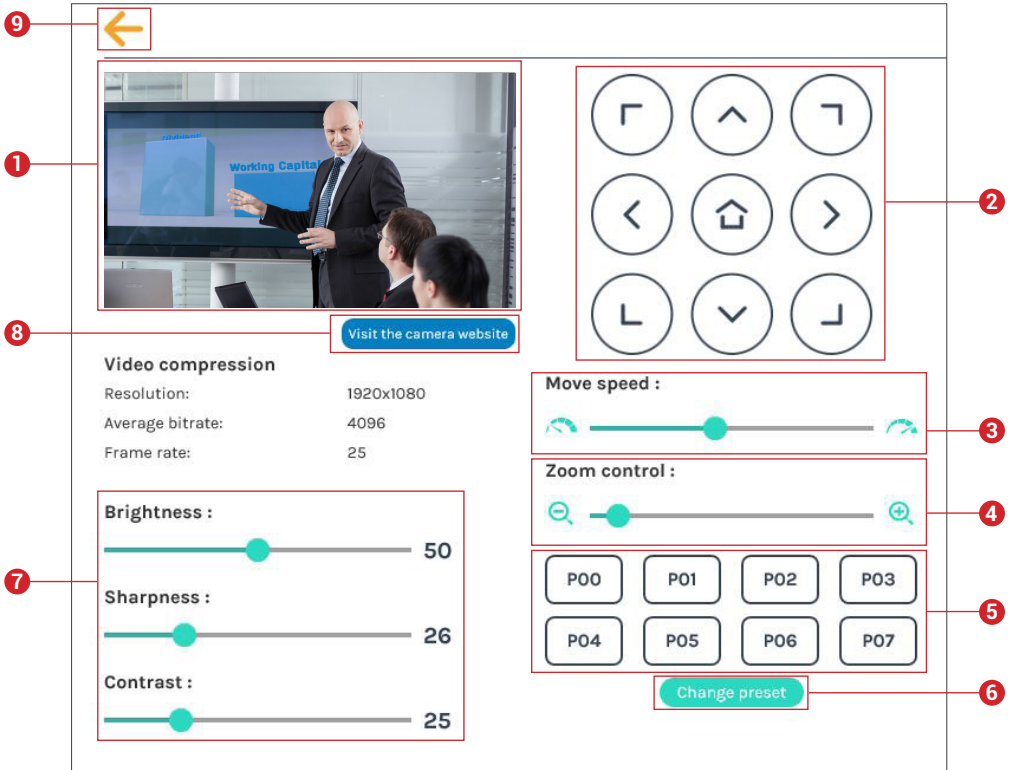 9
1
Working Capital
2
8
Visit the camera website
Video compression
Resolution: 1920x1080
Average bitrate: 4096
Frame rate: 25
Move speed :
3
Zoom control :
4
7
Brightness :
50
Sharpness :
26
Contrast :
25
P00 P01 P02 P03
P04 P05 P06 P07
5
Change preset
6